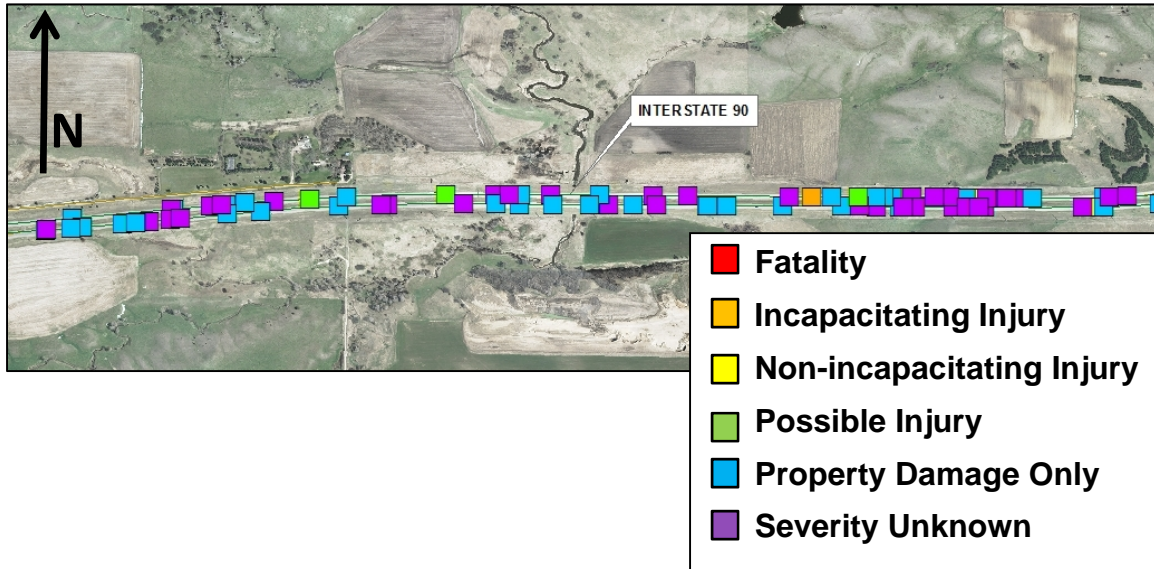 N
INTERSTATE 90
Fatality
Incapacitating Injury
Non-incapacitating Injury
Possible Injury
Property Damage Only
Severity Unknown